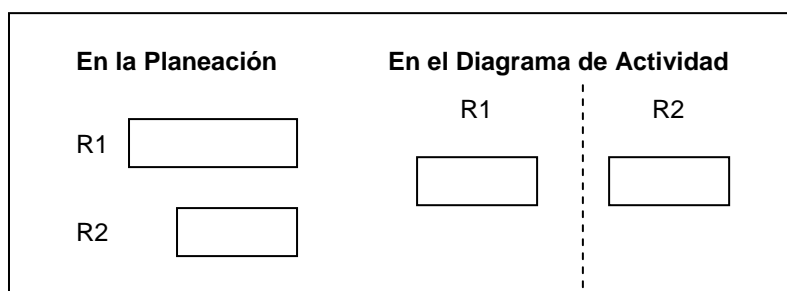 En la Planeación
En el Diagrama de Actividad
R1
R2
R1
R2